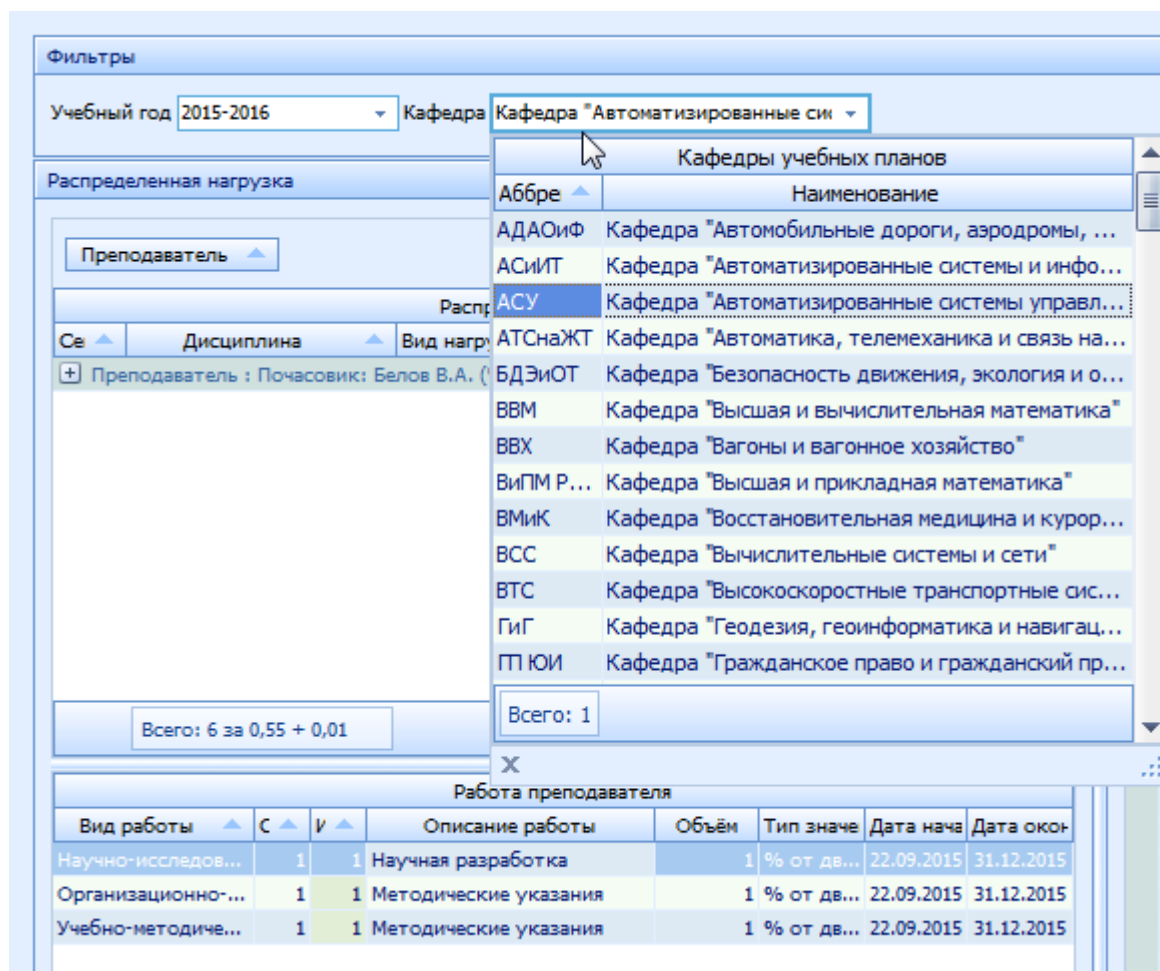 Фильтры
Учебный год 2015-2016 Кафедра Кафедра "Автоматизированные сис
Кафедры учебных планов
Аббре Наименование
АДАОиФ Кафедра "Автомобильные дороги, аэродромы, ...
АСиИТ Кафедра "Автоматизированные системы и инфо...
АСУ Кафедра "Автоматизированные системы управл...
АТСнаЖТ Кафедра "Автоматика, телемеханика и связь на...
БДЭиОТ Кафедра "Безопасность движения, экология и о...
ВВМ Кафедра "Высшая и вычислительная математика"
ВВХ Кафедра "Вагоны и вагонное хозяйство"
ВиПМ Р... Кафедра "Высшая и прикладная математика"
ВМиК Кафедра "Восстановительная медицина и курор...
ВСС Кафедра "Вычислительные системы и сети"
ВТС Кафедра "Высокоскоростные транспортные сис...
ГиГ Кафедра "Геодезия, геоинформатика и навигац...
ГП ЮИ Кафедра "Гражданское право и гражданский пр...
Всего: 1
Распределенная нагрузка
Преподаватель
Распр
Се Дисциплина Вид нагру
Преподаватель : Почасовик: Белов В.А. (
Всего: 6 за 0,55 + 0,01
Работа преподавателя
Вид работы С И Описание работы Объём Тип значе Дата нача Дата окон
Научно-исследов... 1 1 Научная разработка 1 % от дв... 22.09.2015 31.12.2015
Организационно-... 1 1 Методические указания 1 % от дв... 22.09.2015 31.12.2015
Учебно-методиче... 1 1 Методические указания 1 % от дв... 22.09.2015 31.12.2015